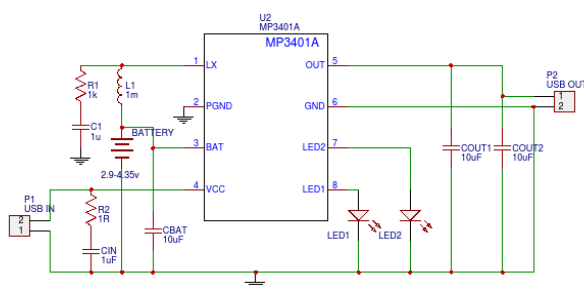 U2
MP3401A
MP3401A
1 LX
OUT 5
R1
1k
L1
1m
2 PGND
GND 6
P2
USB OUT
1
2
C1
1u
BATTERY
3 BAT
LED2 7
COUT1
10uF
COUT2
10uF
2.9-4.35v
4 VCC
LED1 8
P1
USB IN
2
1
R2
1R
CBAT
10uF
LED1
LED2
CIN
1uF